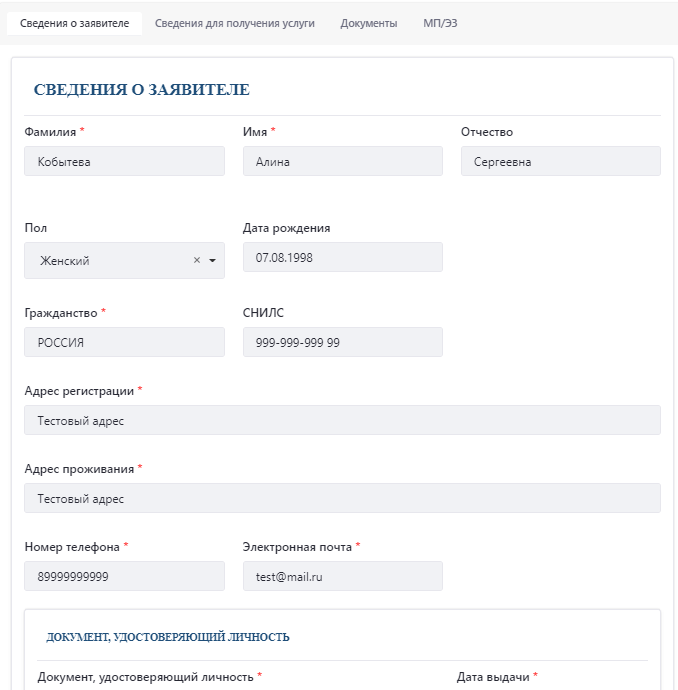 Сведения о заявителе Сведения для получения услуги Документы МП/ЭЗ
СВЕДЕНИЯ О ЗАЯВИТЕЛЕ
Фамилия * Имя * Отчество
Кобытева Алина Сергеевна
Пол Дата рождения
Женский × 07.08.1998
Гражданство * СНИЛС
РОССИЯ 999-999-999 99
Адрес регистрации *
Тестовый адрес
Адрес проживания *
Тестовый адрес
Номер телефона * Электронная почта *
89999999999 test@mail.ru
ДОКУМЕНТ, УДОСТОВЕРЯЮЩИЙ ЛИЧНОСТЬ
Документ, удостоверяющий личность * Дата выдачи *